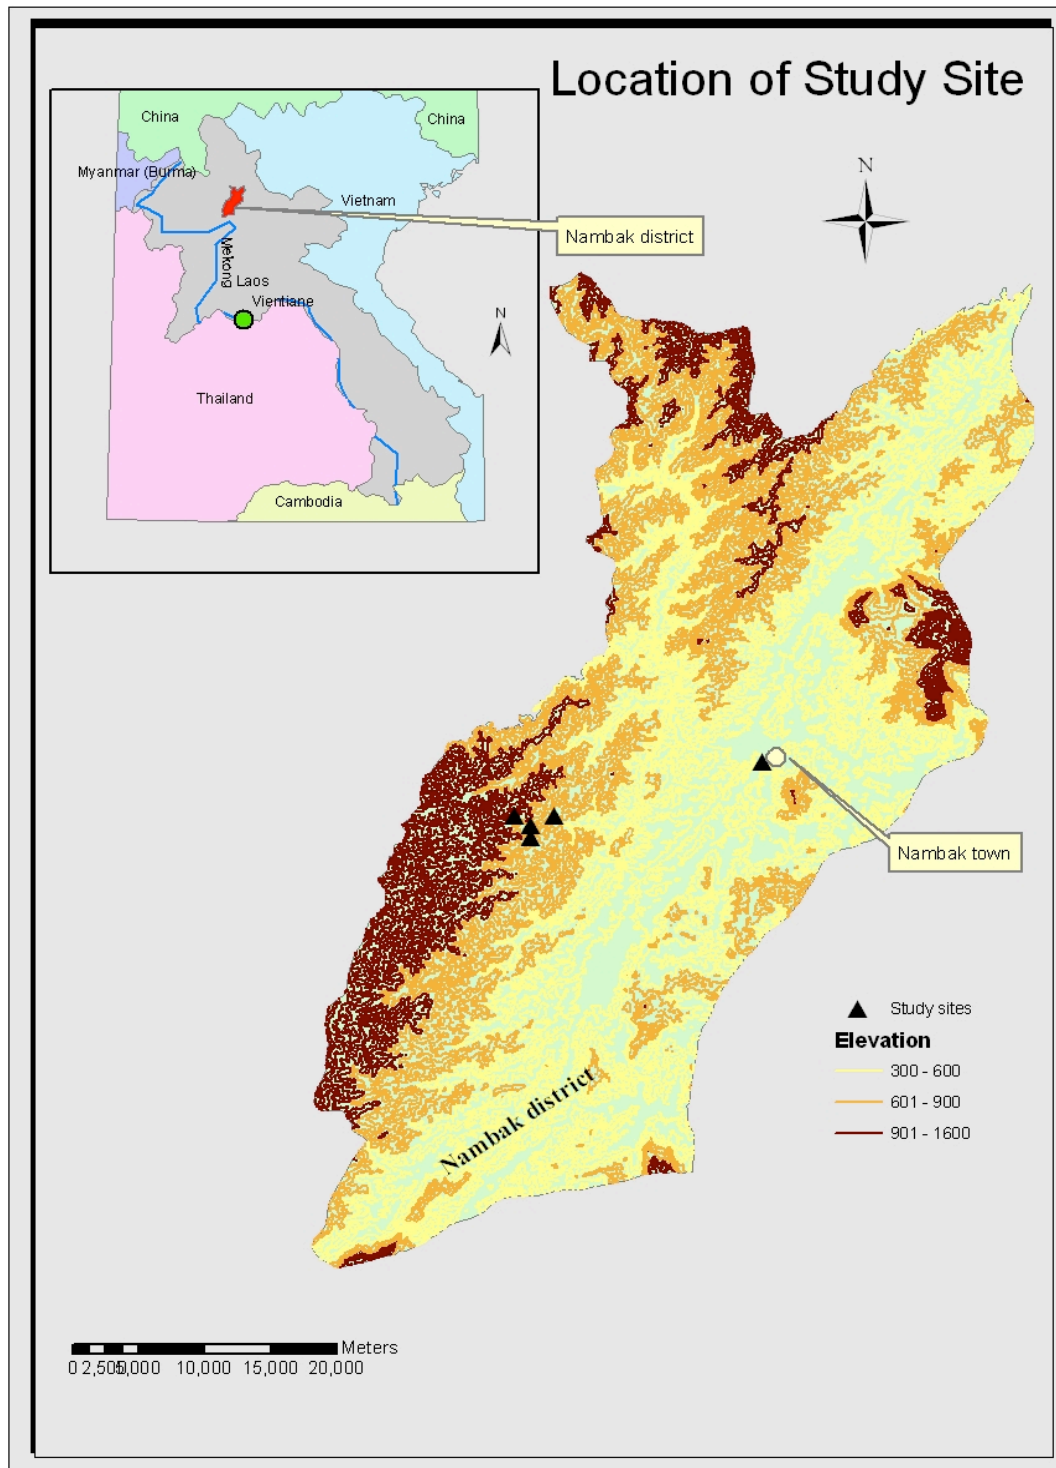 Location of Study Site
China
China
Myanmar (Burma)
Vietnam
Nambak district
Mekong
Laos
Vientiane
N
N
Thailand
Cambodia
Nambak town
Study sites
Elevation
300 - 600
601 - 900
901 - 1600
Nambak district
Meters
0 2,500 5,000 10,000 15,000 20,000